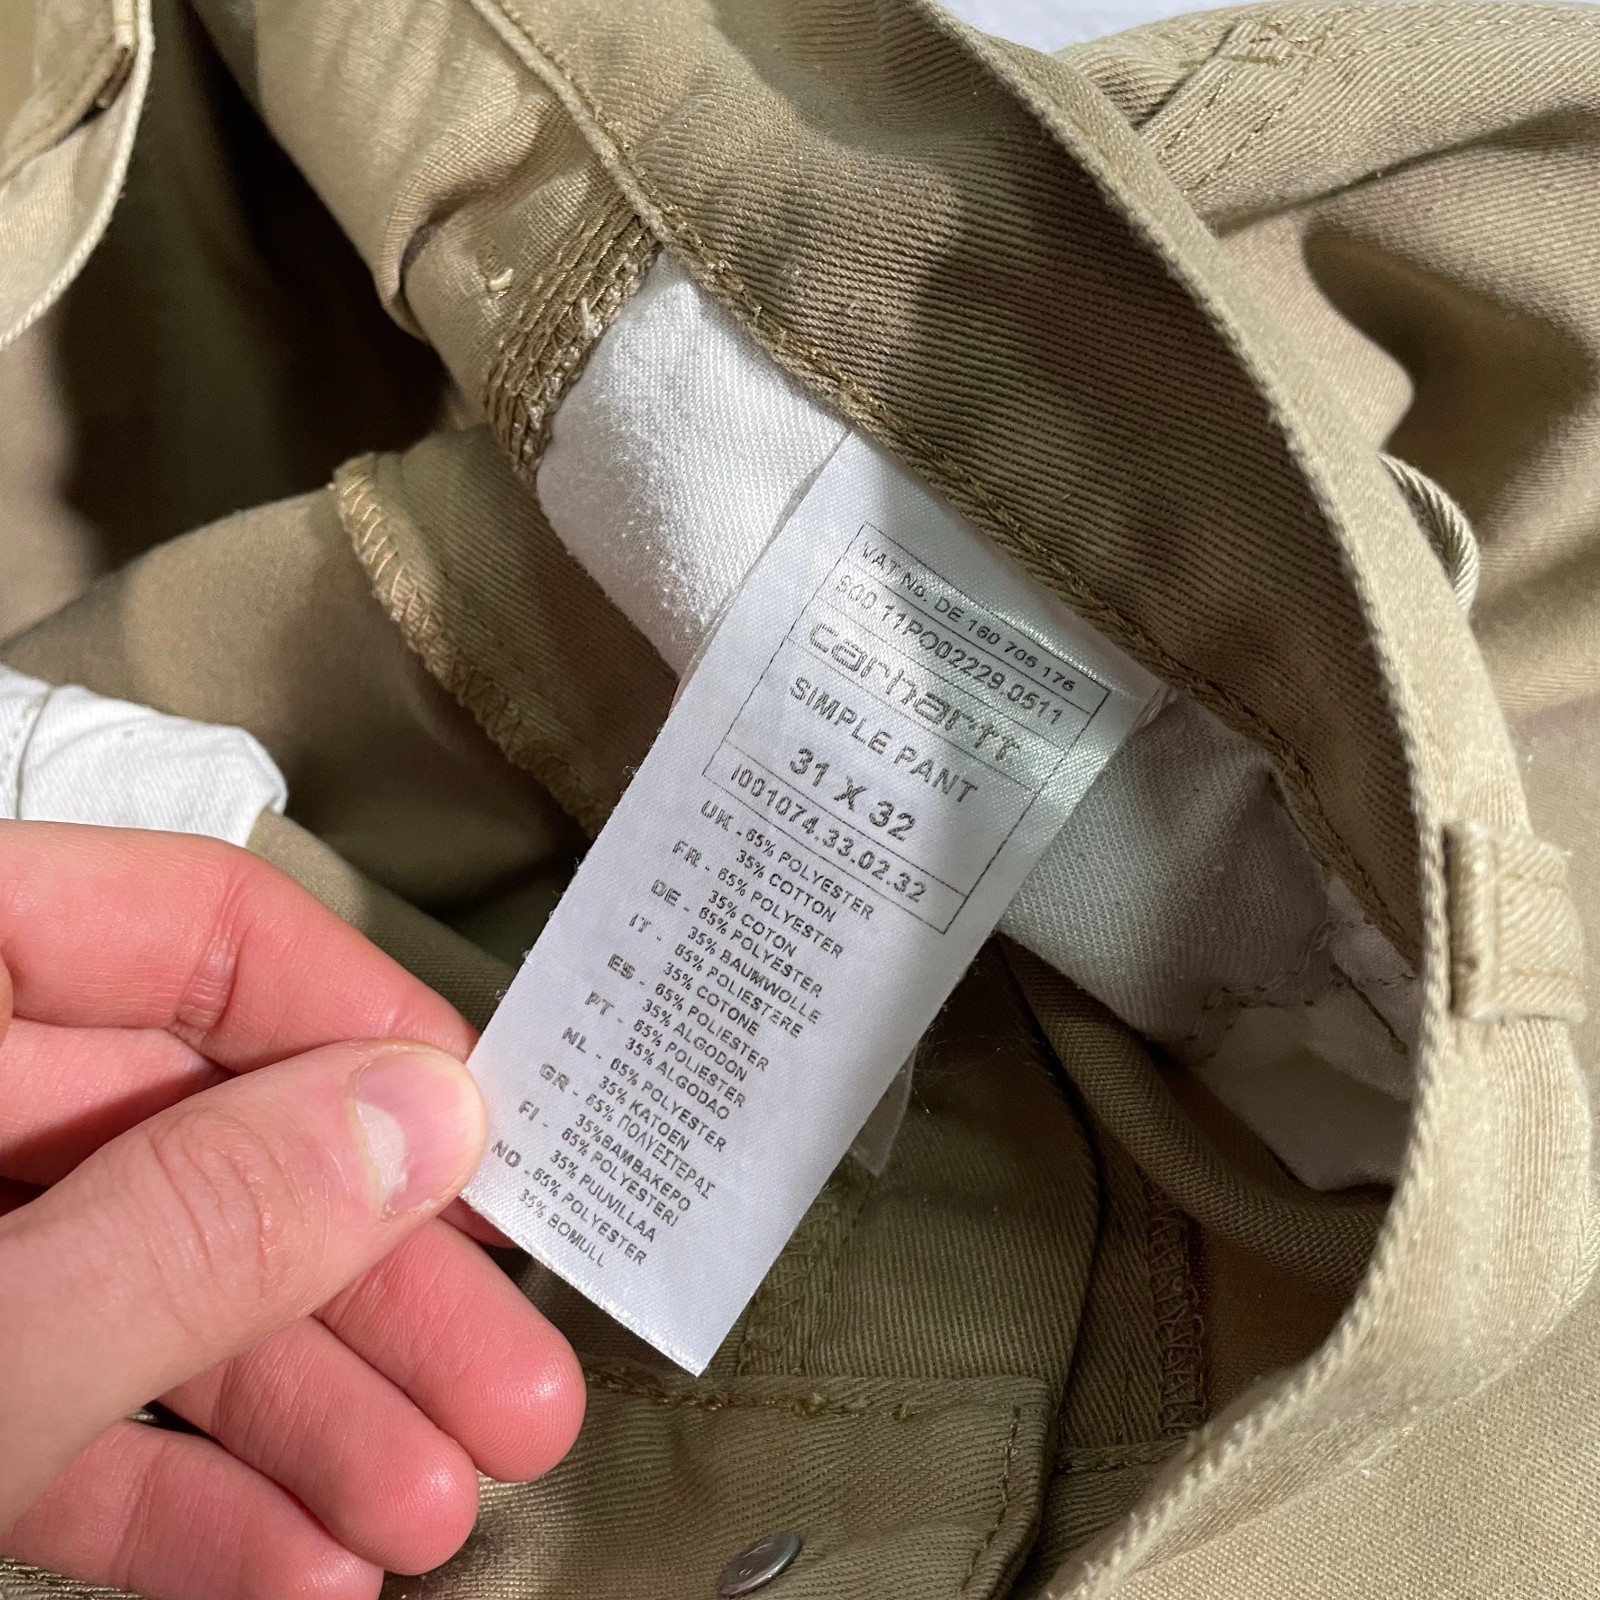 VAT No. DE 160 705 176
800.11PO02229.0511
carhartt
SIMPLE PANT
31 X 32
I001074.33.02.32
UK - 65% POLYESTER
35% COTTON
FR - 65% POLYESTER
35% COTON
DE - 65% POLYESTER
35% BAUMWOLLE
IT - 65% POLIESTERE
35% COTONE
ES - 65% POLIESTER
35% ALGODON
PT - 65% POLIESTER
35% ALGODAO
NL - 65% POLYESTER
35% KATOEN
GR - 65% ΠΟΛΥΕΣΤΕΡΑΣ
35%ΒΑΜΒΑΚΕΡΟ
FI - 65% POLYESTERI
35% PUUVILLAA
NO - 65% POLYESTER
35% BOMULL